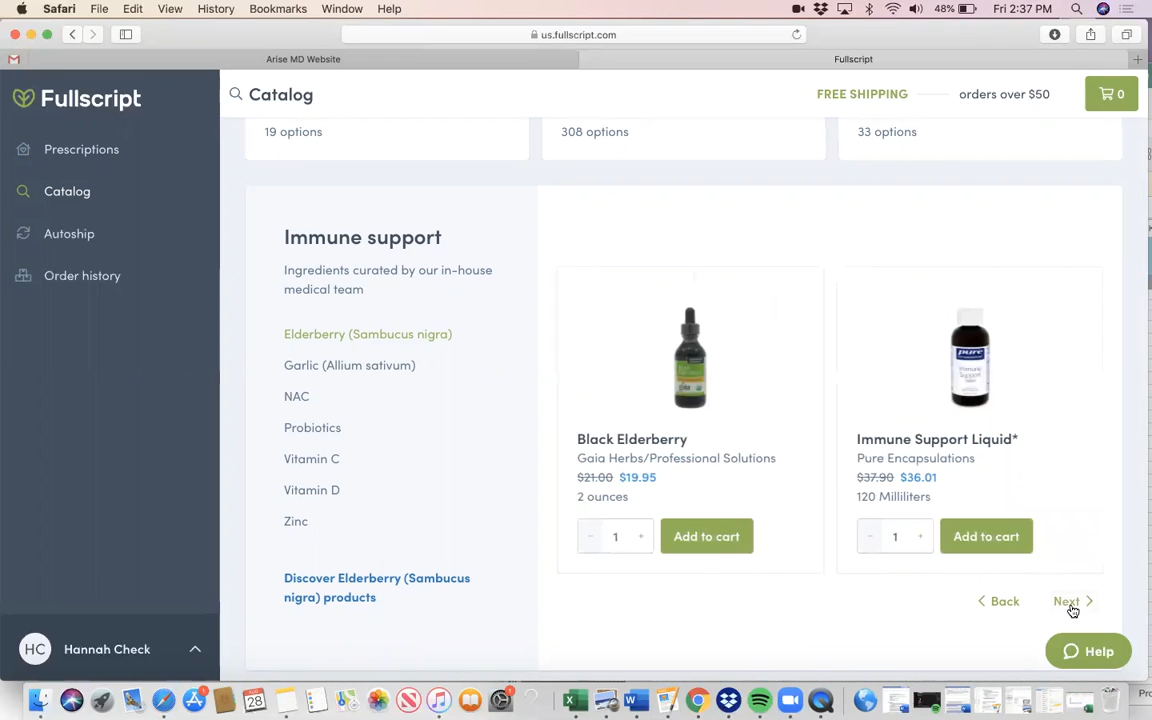 Safari File Edit View History Bookmarks Window Help 48% Fri 2:37 PM
us.fullscript.com
Arise MD Website Fullscript
Fullscript
Catalog
FREE SHIPPING orders over $50
0
Prescriptions
Catalog
Autoship
Order history
19 options
308 options
33 options
Immune support
Ingredients curated by our in-house
medical team
Elderberry (Sambucus nigra)
Garlic (Allium sativum)
NAC
Probiotics
Vitamin C
Vitamin D
Zinc
Discover Elderberry (Sambucus
nigra) products
Black Elderberry
Gaia Herbs/Professional Solutions
$21.00 $19.95
2 ounces
- 1 +
Add to cart
pure
Immune
Support
Immune Support Liquid*
Pure Encapsulations
$37.90 $36.01
120 Milliliters
- 1 +
Add to cart
Back
Next
Help
HC
Hannah Check
28